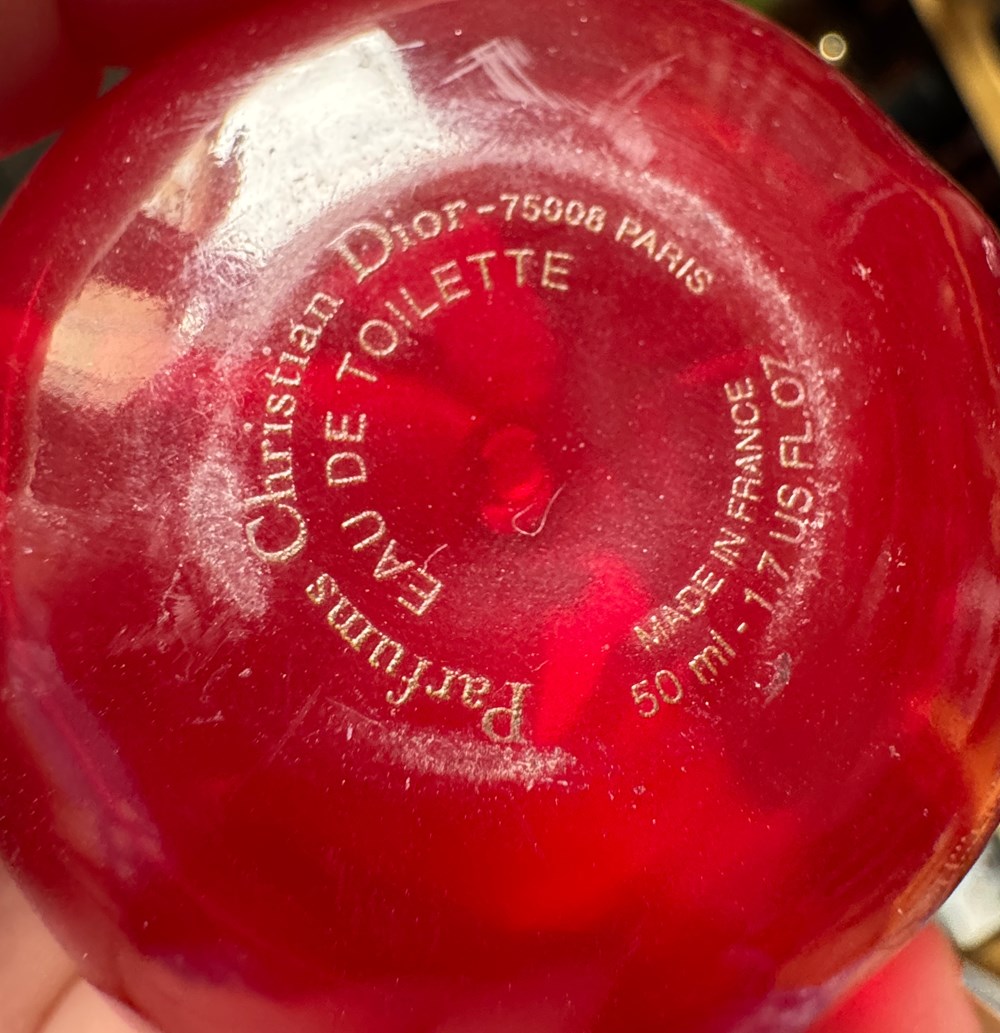 Parfums Christian Dior - 75008 PARIS
EAU DE TOILETTE
MADE IN FRANCE
50 ml - 1.7 US FL OZ